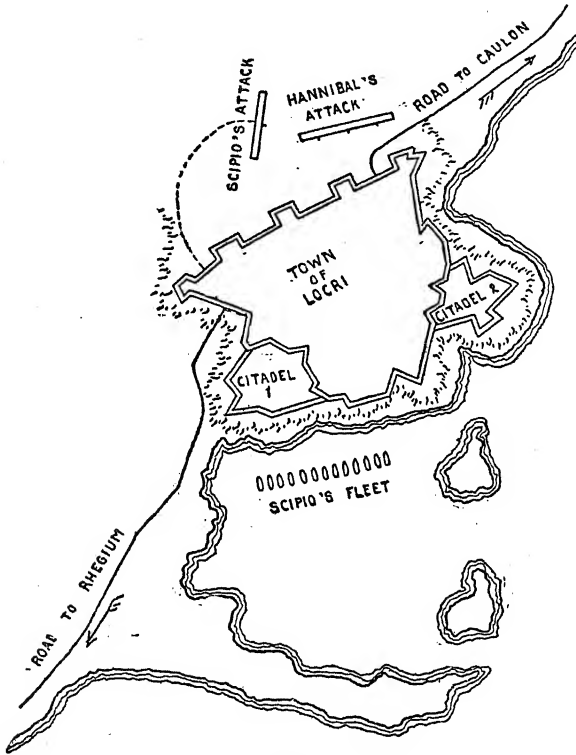 ROAD TO CAULON
HANNIBAL'S
ATTACK
SCIPIO'S ATTACK
TOWN
OF
LOCRI
CITADEL 2
CITADEL
1
SCIPIO'S FLEET
ROAD TO RHEGIUM